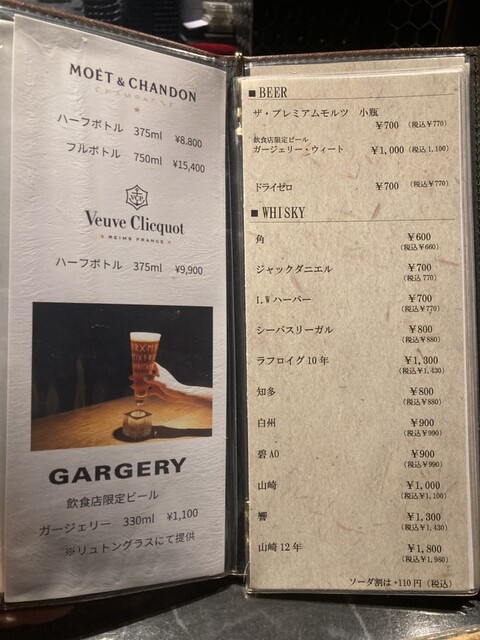 MOËT & CHANDON
CHAMPAGNE
ハーフボトル 375ml ¥8,800
フルボトル 750ml ¥15,400
Veuve Clicquot
REIMS FRANCE
ハーフボトル 375ml ¥9,900
GARGERY
飲食店限定ビール
ガージェリー 330ml ¥1,100
※リュトングラスにて提供
■BEER
ザ・プレミアムモルツ 小瓶
¥700 (税込¥770)
飲食店限定ビール
ガージェリー・ウィート ¥1,000 (税込1,100)
ドライゼロ ¥700 (税込¥770)
■WHISKY
角 ¥600
(税込¥660)
ジャックダニエル ¥700
(税込770)
I.Wハーパー ¥700
(税込¥770)
シーバスリーガル ¥800
(税込¥880)
ラフロイグ10年 ¥1,300
(税込¥1,430)
知多 ¥800
(税込¥880)
白州 ¥900
(税込¥990)
碧AO ¥900
(税込¥990)
山崎 ¥1,000
(税込¥1,100)
響 ¥1,300
(税込¥1,430)
山崎12年 ¥1,800
(税込¥1,980)
ソーダ割は+110円(税込)